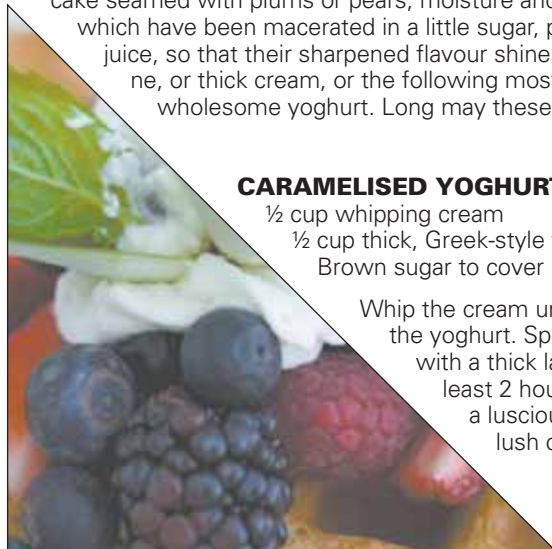 cake seamed with plums or pears, moisture and
which have been macerated in a little sugar, p
juice, so that their sharpened flavour shine
ne, or thick cream, or the following most
wholesome yoghurt. Long may these
CARAMELISED YOGHURT
½ cup whipping cream
½ cup thick, Greek-style
Brown sugar to cover
Whip the cream un
the yoghurt. Sp
with a thick la
least 2 hou
a lusciou
lush